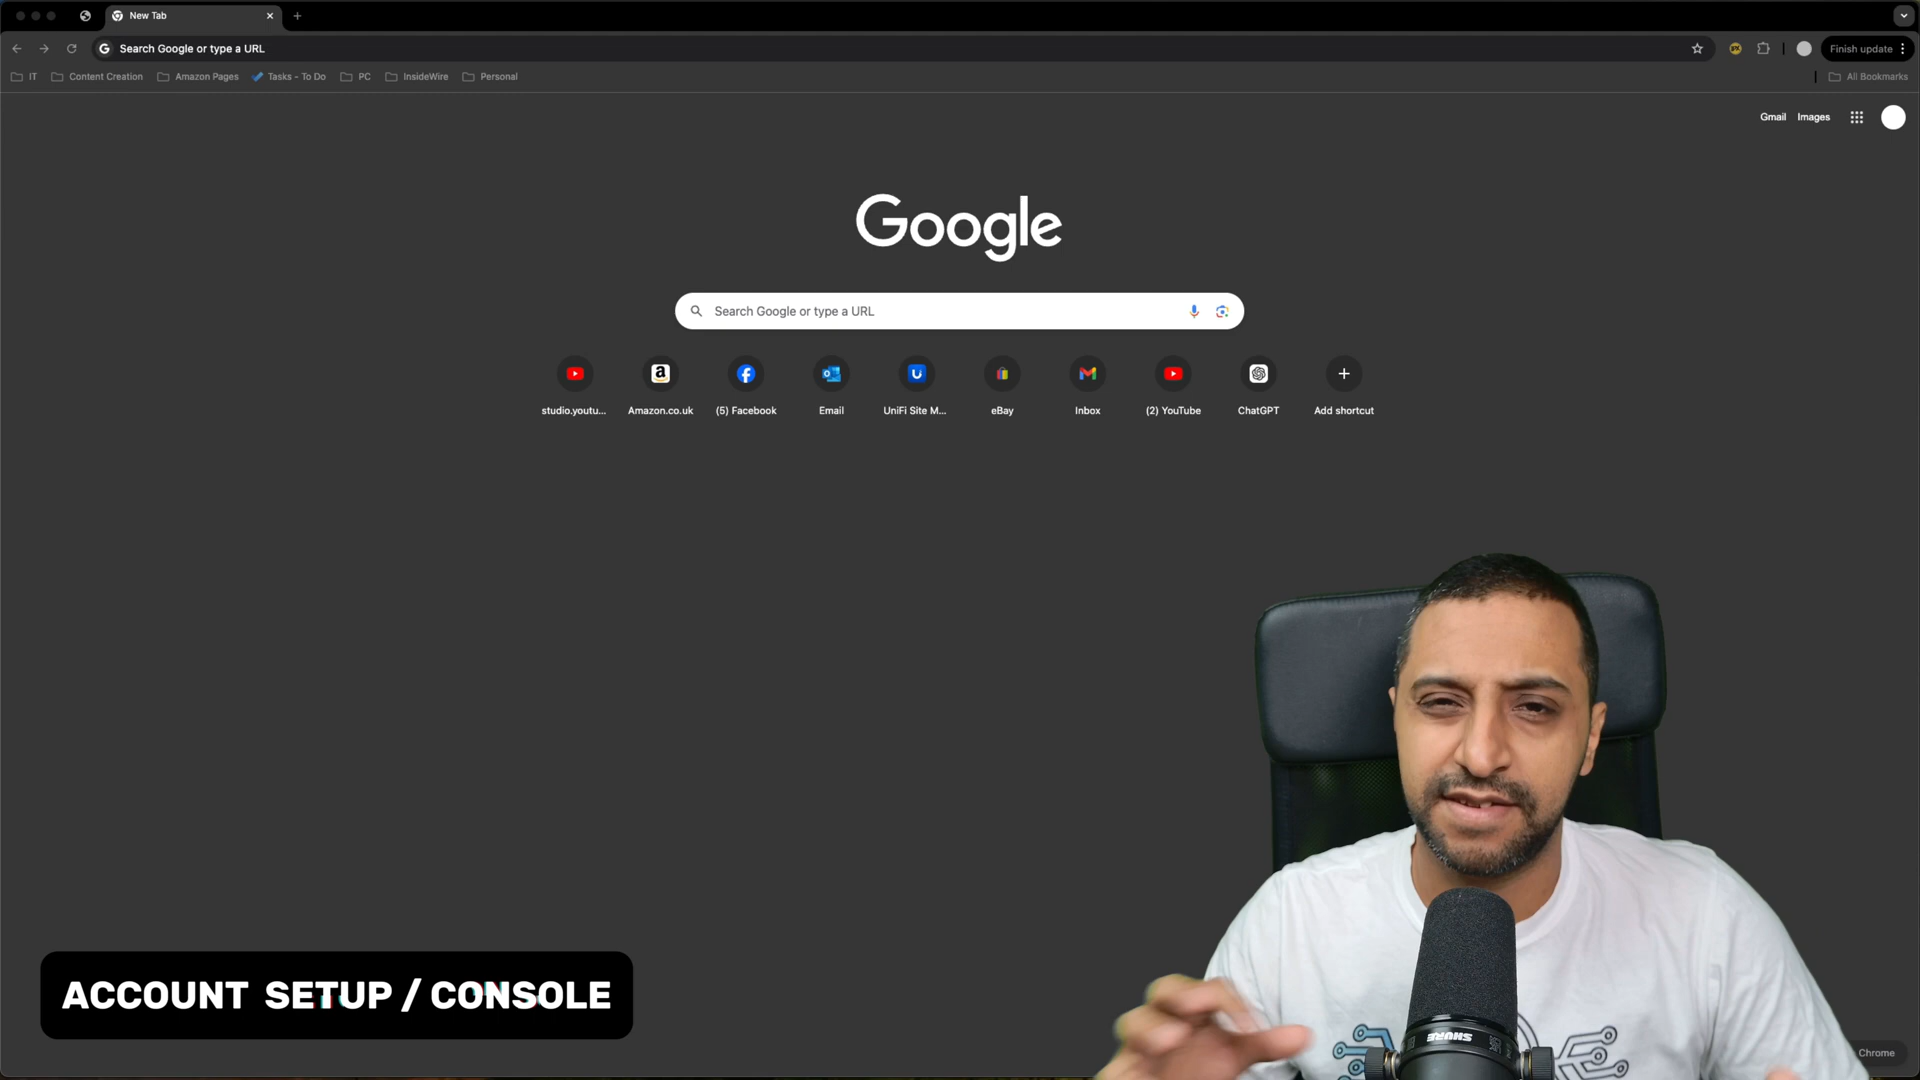 New Tab
Search Google or type a URL
Finish update
IT
Content Creation
Amazon Pages
Tasks - To Do
PC
InsideWire
Personal
All Bookmarks
Gmail
Images
Google
Search Google or type a URL
studio.youtu...
Amazon.co.uk
(5) Facebook
Email
UniFi Site M...
eBay
Inbox
(2) YouTube
ChatGPT
Add shortcut
ACCOUNT SETUP / CONSOLE
SHURE
Chrome